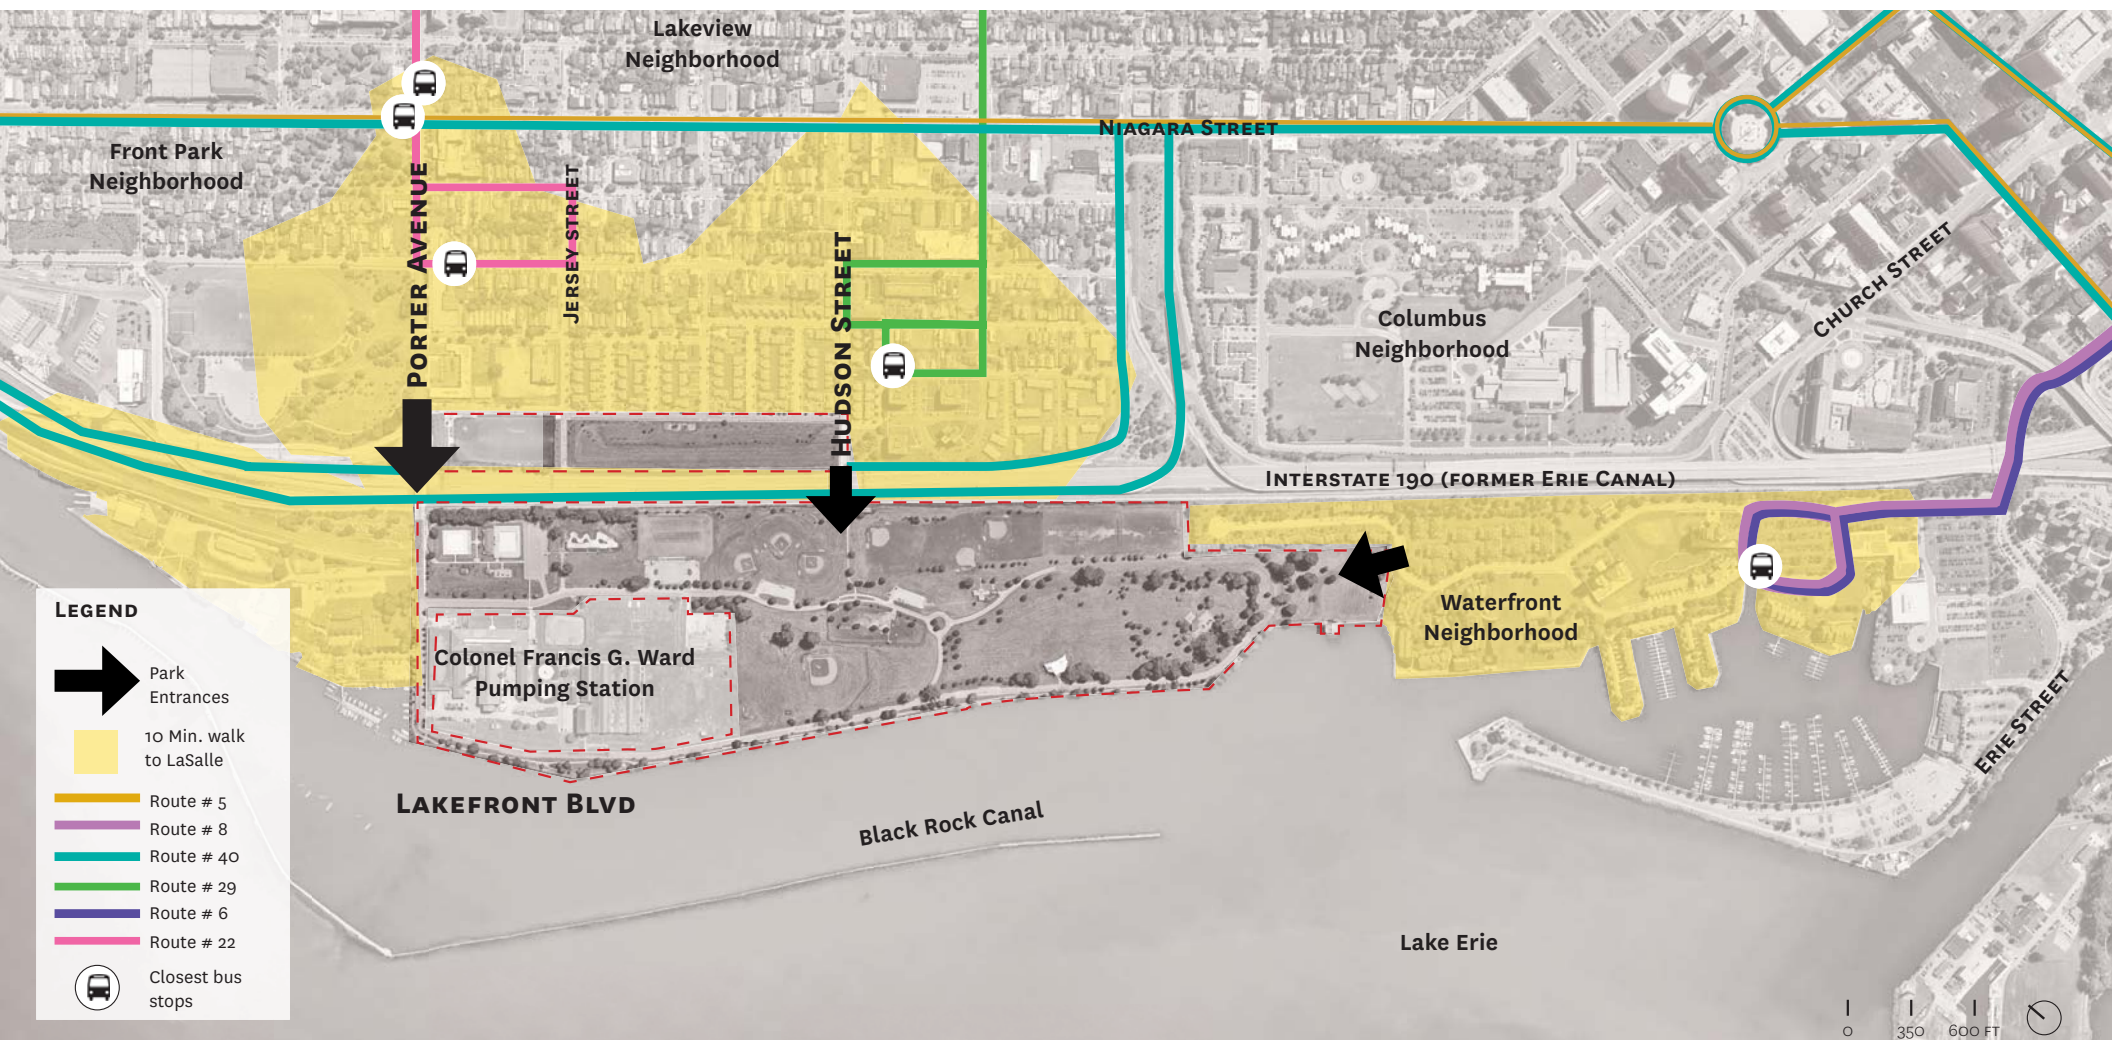 Lakeview
Neighborhood
Niagara Street
Front Park
Neighborhood
Porter Avenue
Jersey Street
Hudson Street
Columbus
Neighborhood
Church Street
Interstate 190 (former Erie Canal)
Waterfront
Neighborhood
Colonel Francis G. Ward
Pumping Station
Erie Street
Lakefront Blvd
Black Rock Canal
Lake Erie
Legend
Park
Entrances
10 Min. walk
to LaSalle
Route # 5
Route # 8
Route # 40
Route # 29
Route # 6
Route # 22
Closest bus
stops
0 350 600 FT